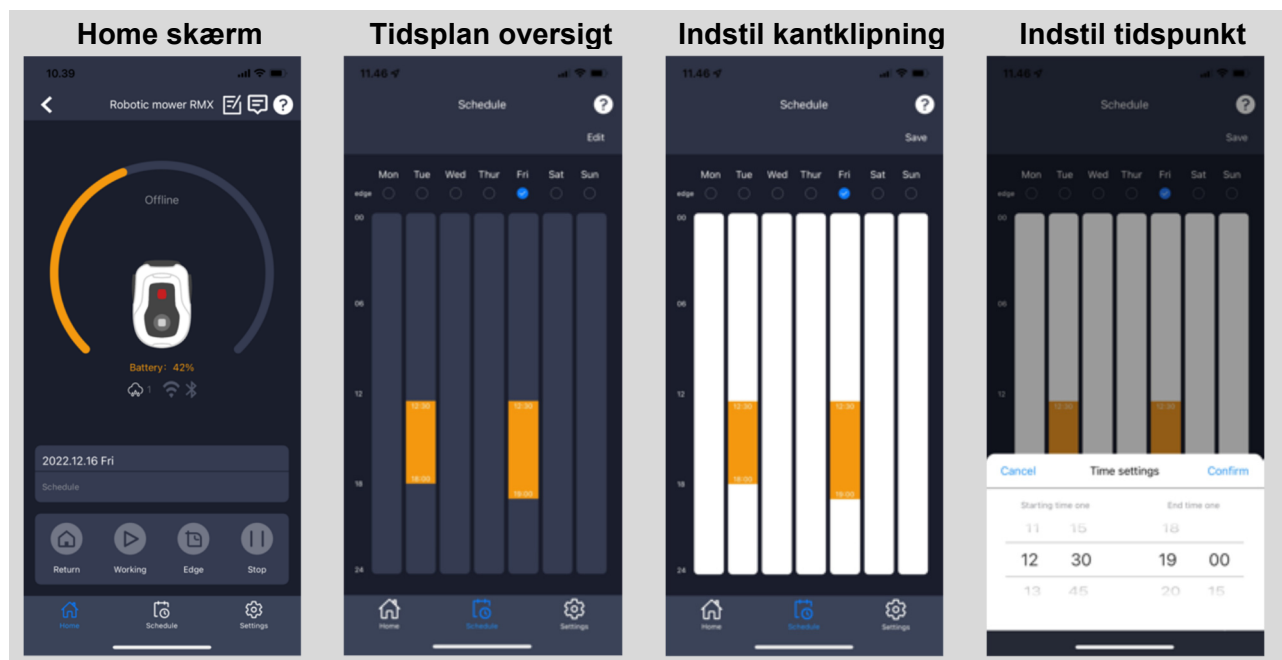 Home skærm
10.39
Robotic mower RMX
?
Offline
Battery: 42%
1
2022.12.16 Fri
Schedule
Return Working Edge Stop
Home Schedule Settings
Tidsplan oversigt
11.46
Schedule
?
Edit
Mon Tue Wed Thur Fri Sat Sun
edge
00
06
12
12:30 12:30
18
18:00
19:00
24
Home Schedule Settings
Indstil kantklipning
11.46
Schedule
?
Save
Mon Tue Wed Thur Fri Sat Sun
edge
00
06
12
12:30 12:30
18
18:00
19:00
24
Home Schedule Settings
Indstil tidspunkt
11.46
Schedule
?
Save
Mon Tue Wed Thur Fri Sat Sun
edge
00
06
12
12:30 12:30
Cancel Time settings Confirm
Starting time one End time one
11 15 18
12 30 19 00
13 45 20 15